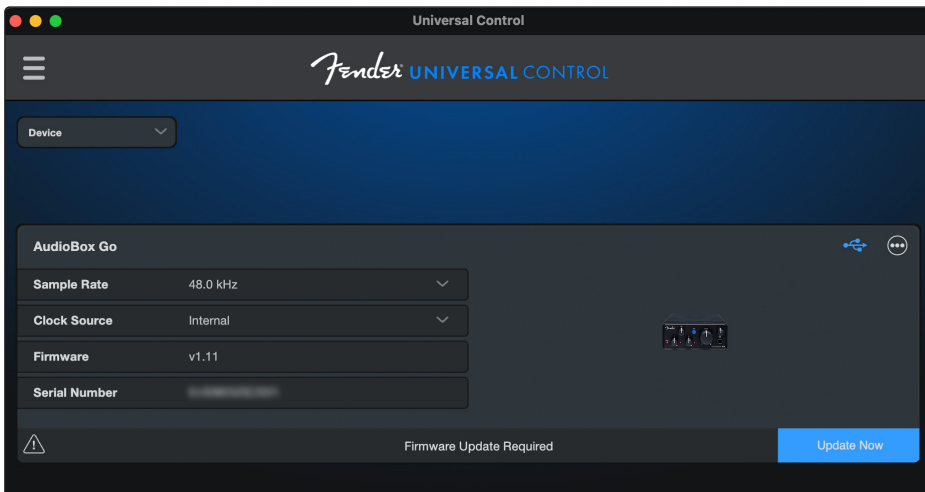 Universal Control
Fender UNIVERSAL CONTROL
Device
AudioBox Go
Sample Rate 48.0 kHz
Clock Source Internal
Firmware v1.11
Serial Number
Firmware Update Required Update Now